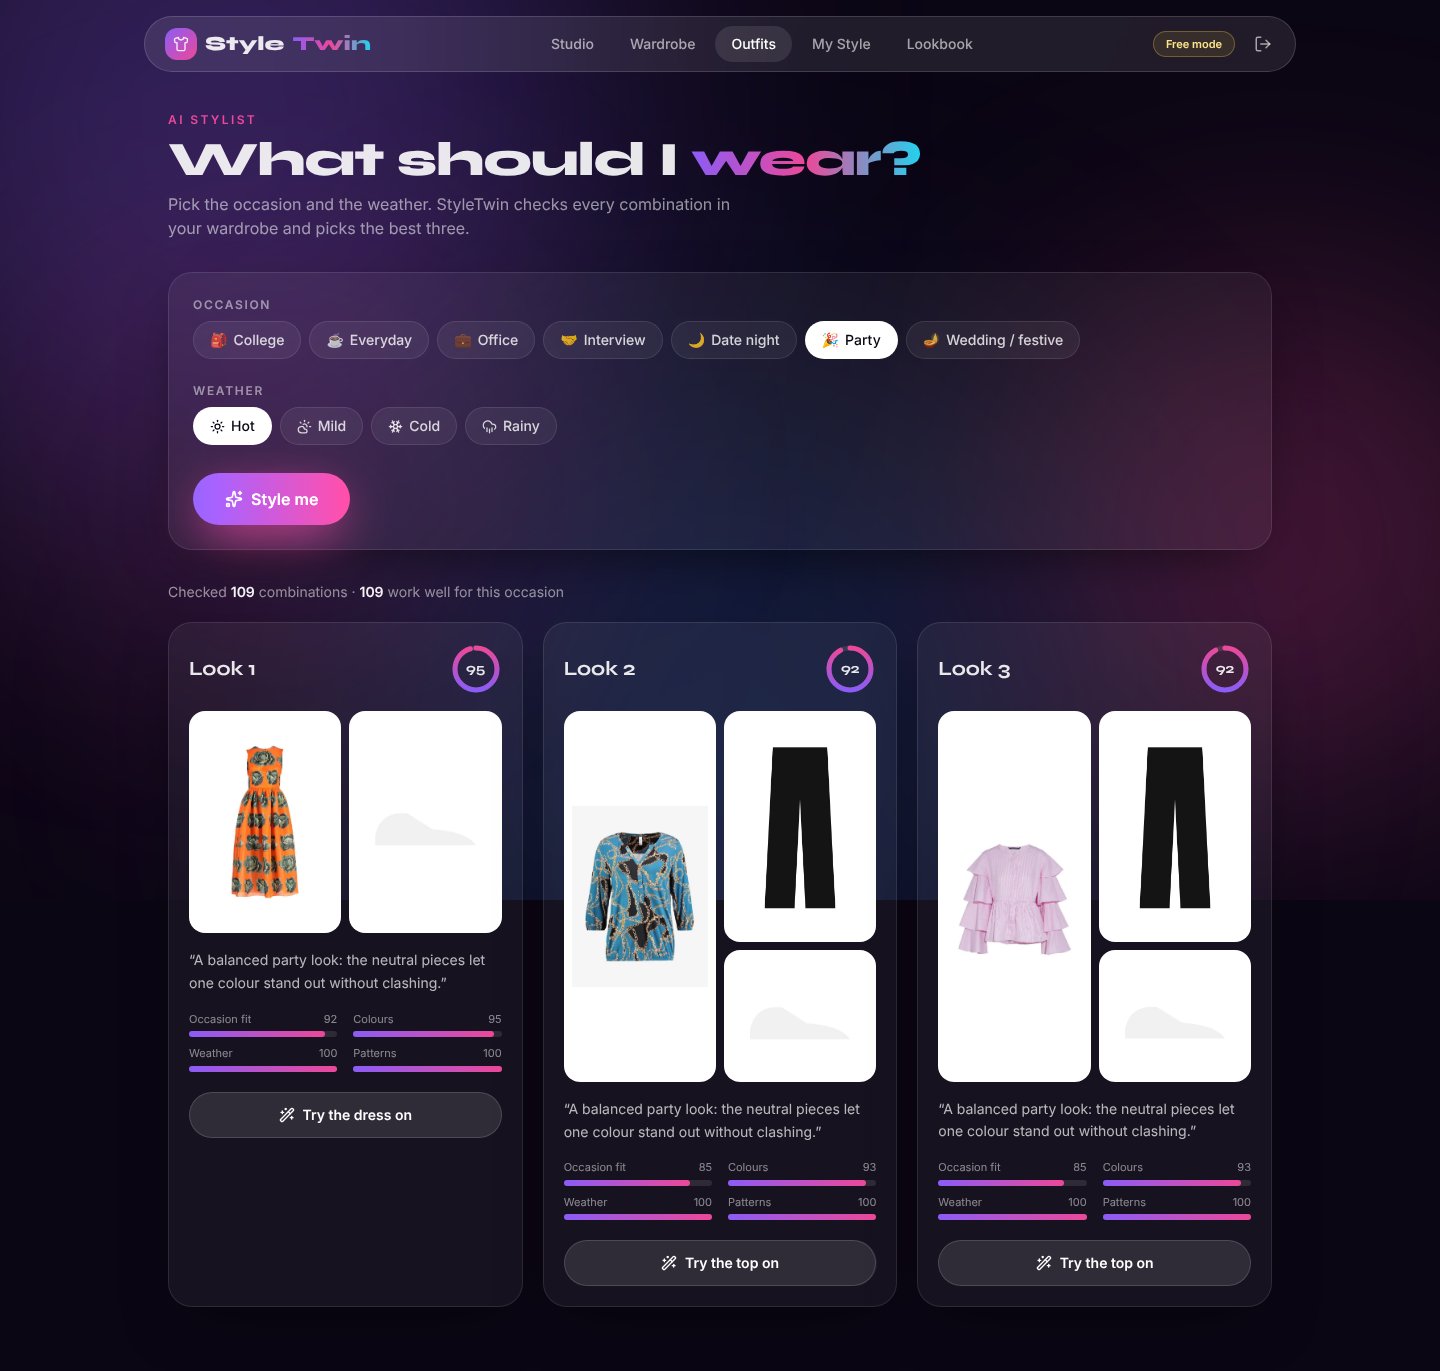 Style Twin
Studio
Wardrobe
Outfits
My Style
Lookbook
Free mode
AI STYLIST
What should I wear?
Pick the occasion and the weather. StyleTwin checks every combination in
your wardrobe and picks the best three.
OCCASION
College
Everyday
Office
Interview
Date night
Party
Wedding / festive
WEATHER
Hot
Mild
Cold
Rainy
Style me
Checked 109 combinations · 109 work well for this occasion
Look 1
95
“A balanced party look: the neutral pieces let
one colour stand out without clashing.”
Occasion fit 92
Colours 95
Weather 100
Patterns 100
Try the dress on
Look 2
92
“A balanced party look: the neutral pieces let
one colour stand out without clashing.”
Occasion fit 85
Colours 93
Weather 100
Patterns 100
Try the top on
Look 3
92
“A balanced party look: the neutral pieces let
one colour stand out without clashing.”
Occasion fit 85
Colours 93
Weather 100
Patterns 100
Try the top on